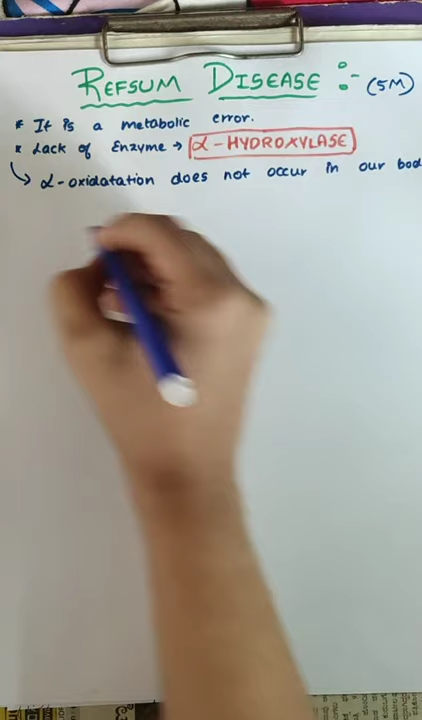 REFSUM DISEASE :- (5M)
* It is a metabolic error.
* Lack of Enzyme → α-HYDROXYLASE
↳ α-oxidatation does not occur in our bod